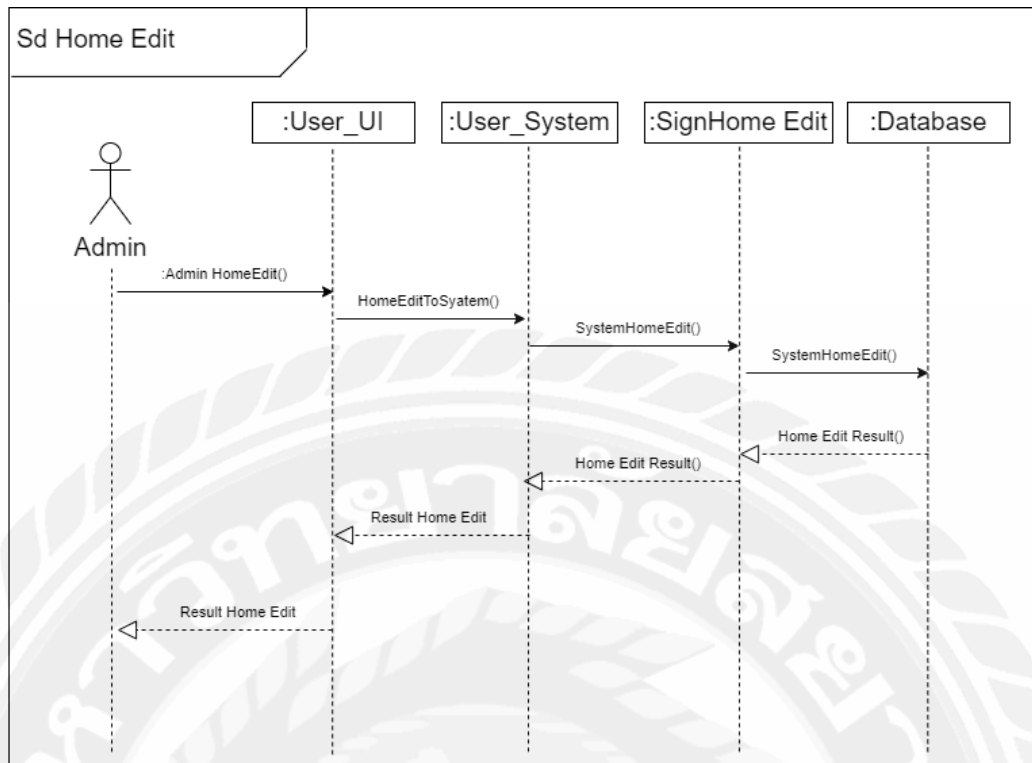 Sd Home Edit
:User_UI
:User_System
:SignHome Edit
:Database
Admin
:Admin HomeEdit()
HomeEditToSyatem()
SystemHomeEdit()
SystemHomeEdit()
Home Edit Result()
Home Edit Result()
Result Home Edit
Result Home Edit